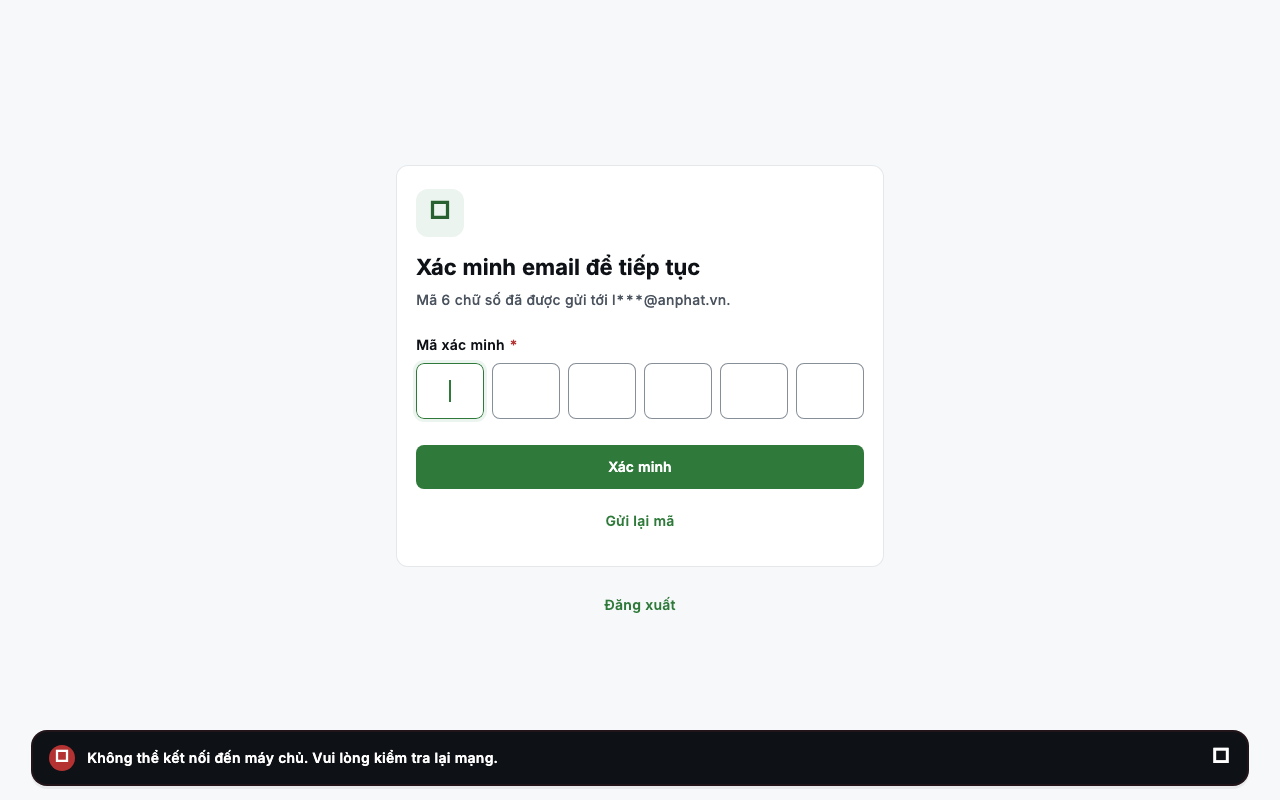 Xác minh email để tiếp tục
Mã 6 chữ số đã được gửi tới l***@anphat.vn.
Mã xác minh *
Xác minh
Gửi lại mã
Đăng xuất
Không thể kết nối đến máy chủ. Vui lòng kiểm tra lại mạng.